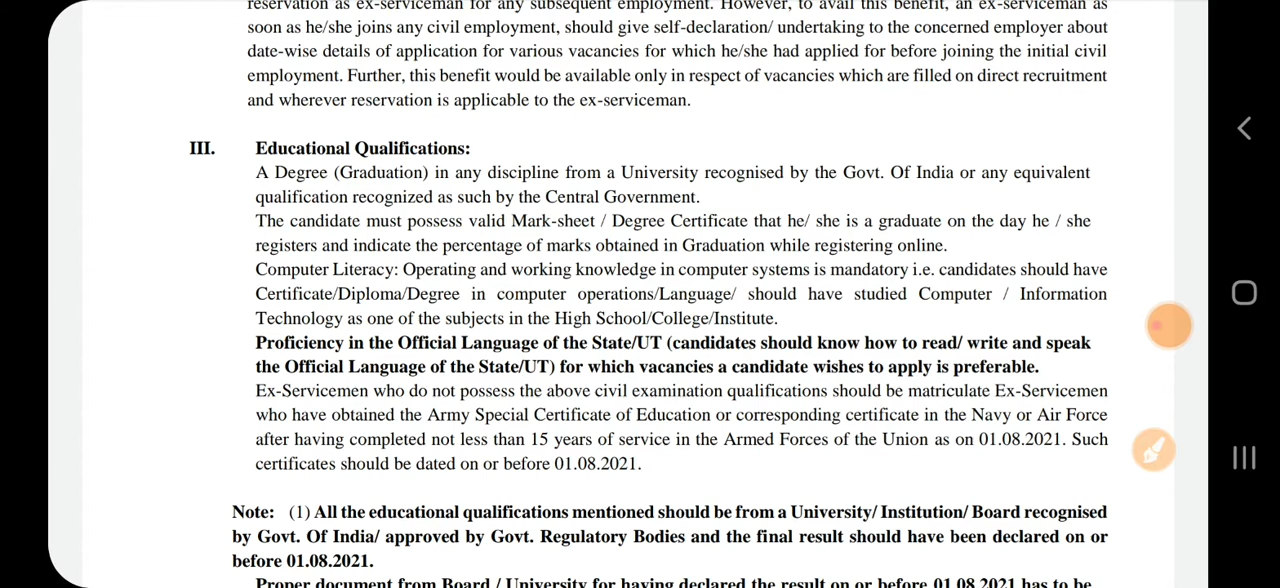 reservation as ex-serviceman for any subsequent employment. However, to avail this benefit, an ex-serviceman as
soon as he/she joins any civil employment, should give self-declaration/ undertaking to the concerned employer about
date-wise details of application for various vacancies for which he/she had applied for before joining the initial civil
employment. Further, this benefit would be available only in respect of vacancies which are filled on direct recruitment
and wherever reservation is applicable to the ex-serviceman.
III. Educational Qualifications:
A Degree (Graduation) in any discipline from a University recognised by the Govt. Of India or any equivalent
qualification recognized as such by the Central Government.
The candidate must possess valid Mark-sheet / Degree Certificate that he/ she is a graduate on the day he / she
registers and indicate the percentage of marks obtained in Graduation while registering online.
Computer Literacy: Operating and working knowledge in computer systems is mandatory i.e. candidates should have
Certificate/Diploma/Degree in computer operations/Language/ should have studied Computer / Information
Technology as one of the subjects in the High School/College/Institute.
Proficiency in the Official Language of the State/UT (candidates should know how to read/ write and speak
the Official Language of the State/UT) for which vacancies a candidate wishes to apply is preferable.
Ex-Servicemen who do not possess the above civil examination qualifications should be matriculate Ex-Servicemen
who have obtained the Army Special Certificate of Education or corresponding certificate in the Navy or Air Force
after having completed not less than 15 years of service in the Armed Forces of the Union as on 01.08.2021. Such
certificates should be dated on or before 01.08.2021.
Note: (1) All the educational qualifications mentioned should be from a University/ Institution/ Board recognised
by Govt. Of India/ approved by Govt. Regulatory Bodies and the final result should have been declared on or
before 01.08.2021.
Proper document from Board / University for having declared the result on or before 01.08.2021 has to be